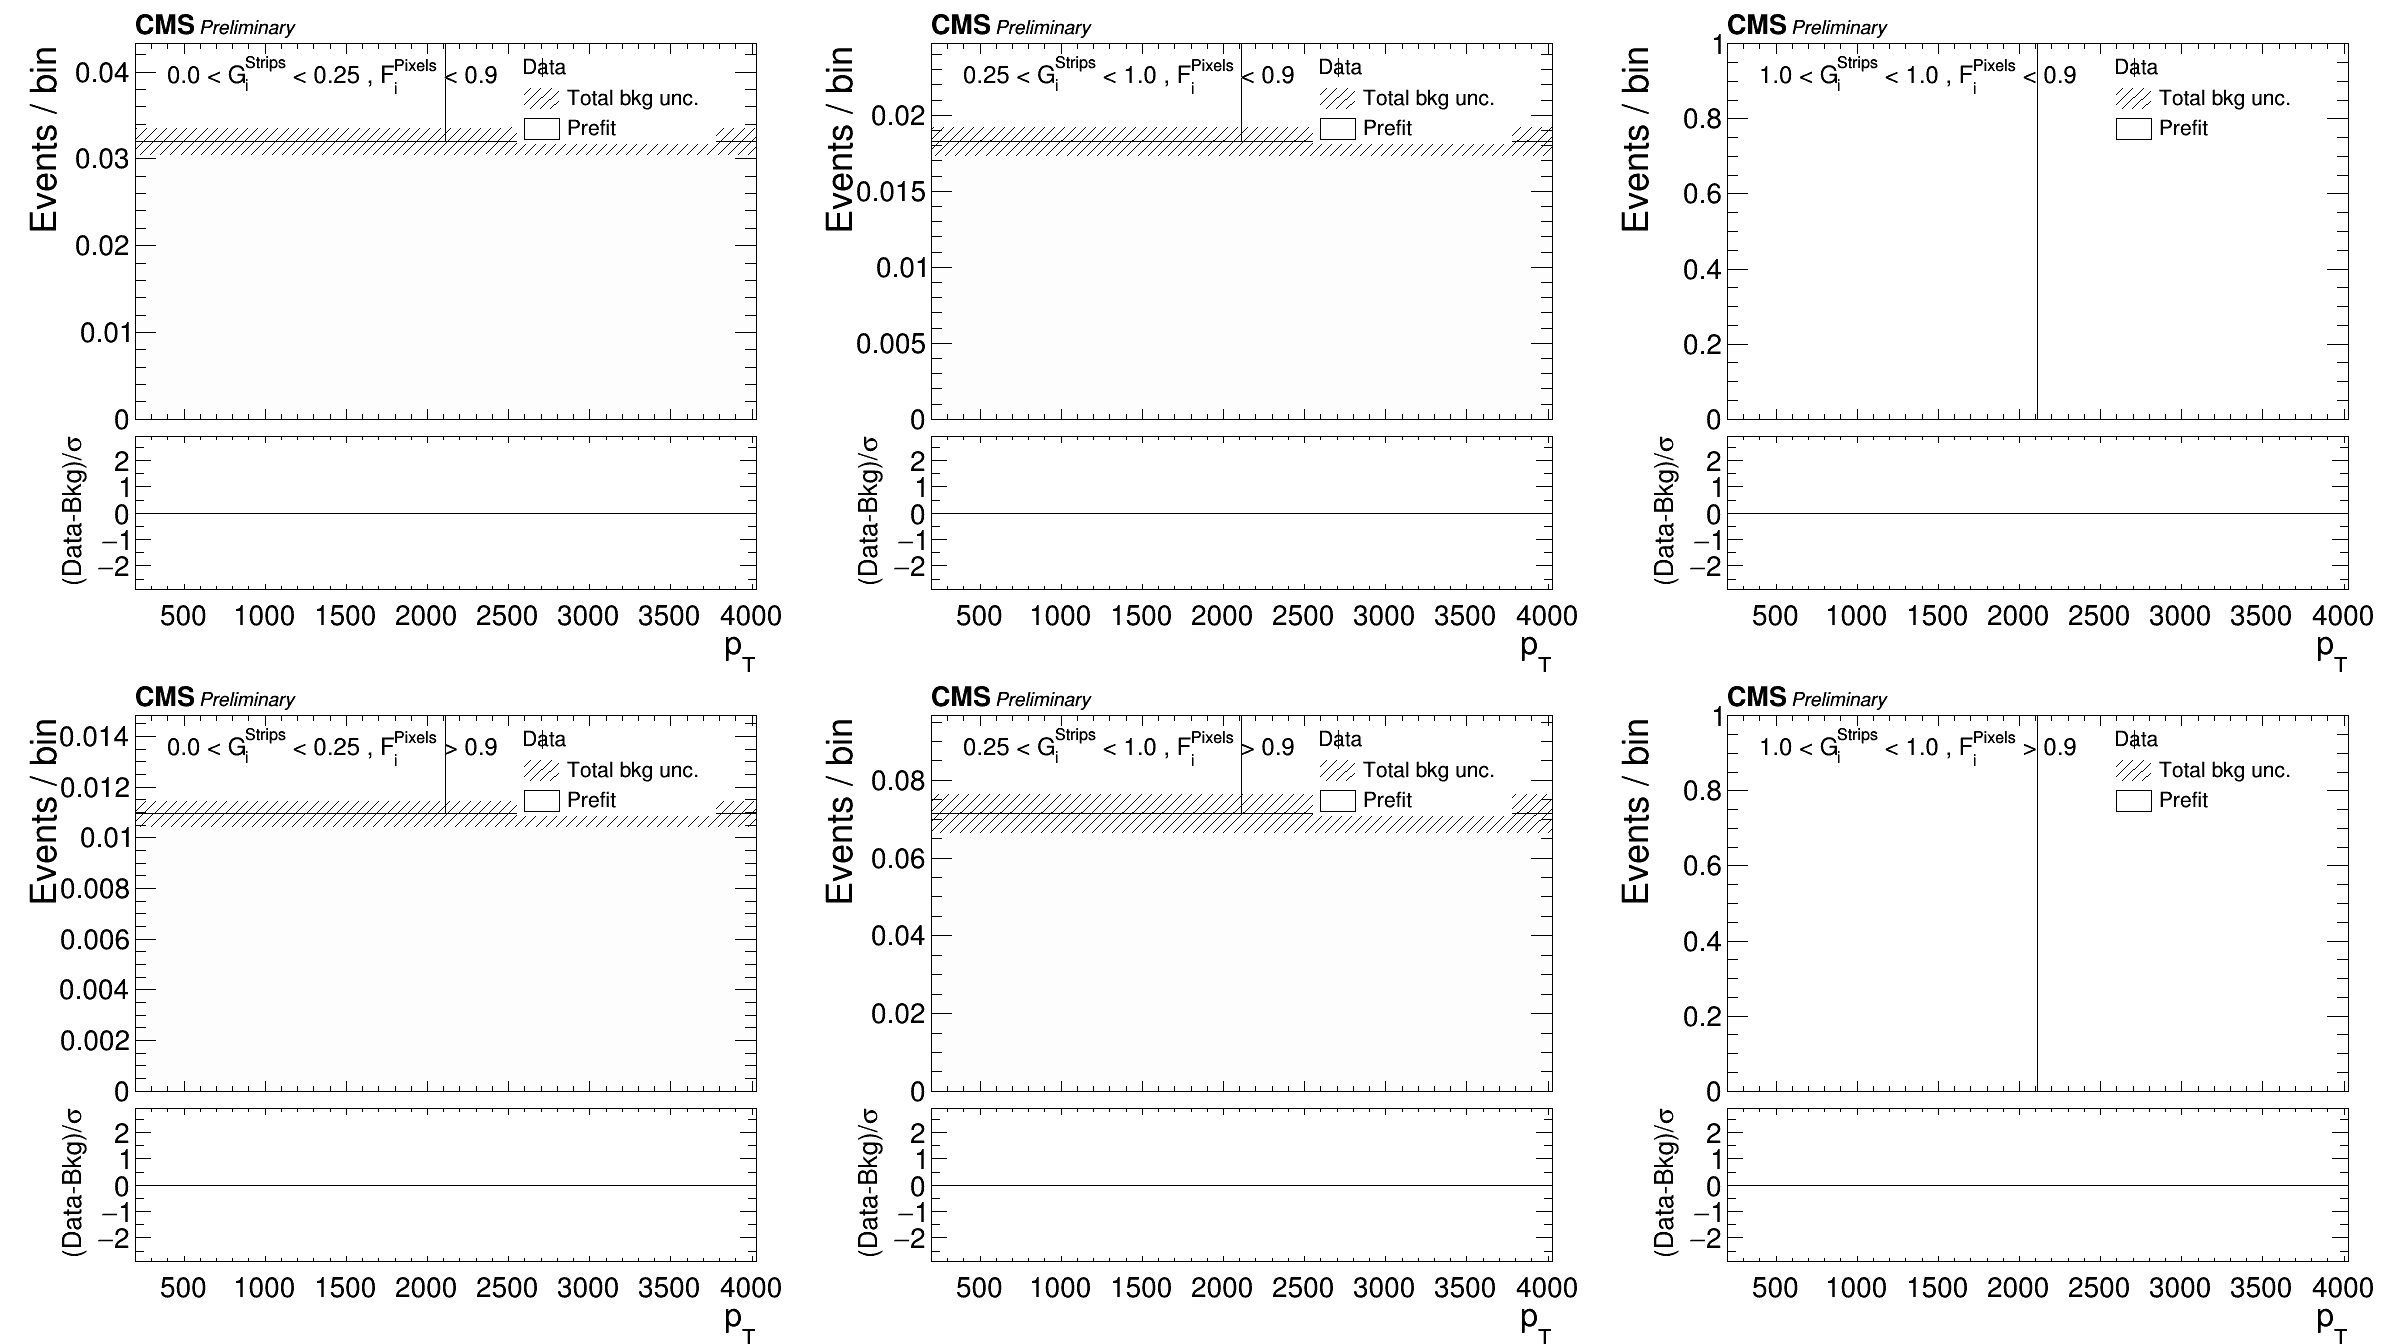 CMS Preliminary
Events / bin
0.04
0.03
0.02
0.01
0
0.0 < G_i^Strips < 0.25 , F_i^Pixels < 0.9
Data
Total bkg unc.
Prefit
(Data-Bkg)/σ
2
1
0
−1
−2
500 1000 1500 2000 2500 3000 3500 4000
p_T
CMS Preliminary
Events / bin
0.02
0.015
0.01
0.005
0
0.25 < G_i^Strips < 1.0 , F_i^Pixels < 0.9
Data
Total bkg unc.
Prefit
(Data-Bkg)/σ
2
1
0
−1
−2
500 1000 1500 2000 2500 3000 3500 4000
p_T
CMS Preliminary
Events / bin
1
0.8
0.6
0.4
0.2
0
1.0 < G_i^Strips < 1.0 , F_i^Pixels < 0.9
Data
Total bkg unc.
Prefit
(Data-Bkg)/σ
2
1
0
−1
−2
500 1000 1500 2000 2500 3000 3500 4000
p_T
CMS Preliminary
Events / bin
0.014
0.012
0.01
0.008
0.006
0.004
0.002
0
0.0 < G_i^Strips < 0.25 , F_i^Pixels > 0.9
Data
Total bkg unc.
Prefit
(Data-Bkg)/σ
2
1
0
−1
−2
500 1000 1500 2000 2500 3000 3500 4000
p_T
CMS Preliminary
Events / bin
0.08
0.06
0.04
0.02
0
0.25 < G_i^Strips < 1.0 , F_i^Pixels > 0.9
Data
Total bkg unc.
Prefit
(Data-Bkg)/σ
2
1
0
−1
−2
500 1000 1500 2000 2500 3000 3500 4000
p_T
CMS Preliminary
Events / bin
1
0.8
0.6
0.4
0.2
0
1.0 < G_i^Strips < 1.0 , F_i^Pixels > 0.9
Data
Total bkg unc.
Prefit
(Data-Bkg)/σ
2
1
0
−1
−2
500 1000 1500 2000 2500 3000 3500 4000
p_T